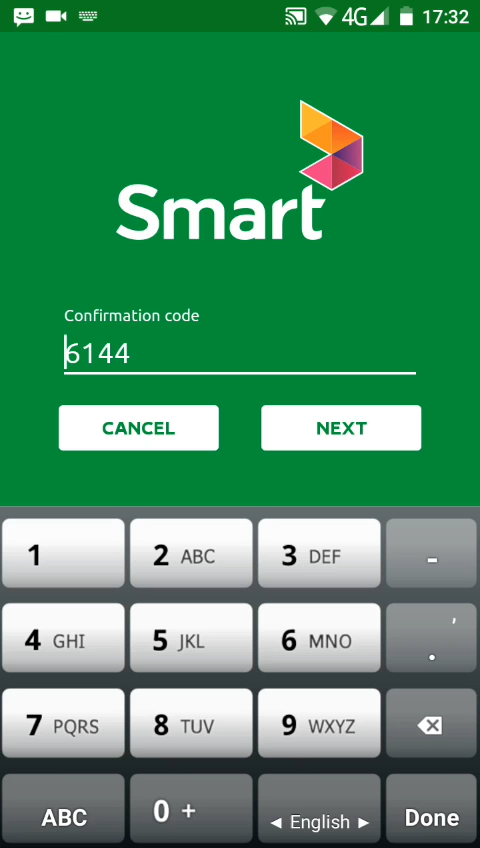 4G 17:32
Smart
Confirmation code
6144
CANCEL NEXT
1 2 ABC 3 DEF -
4 GHI 5 JKL 6 MNO ' .
7 PQRS 8 TUV 9 WXYZ
ABC 0 + ◄ English ► Done